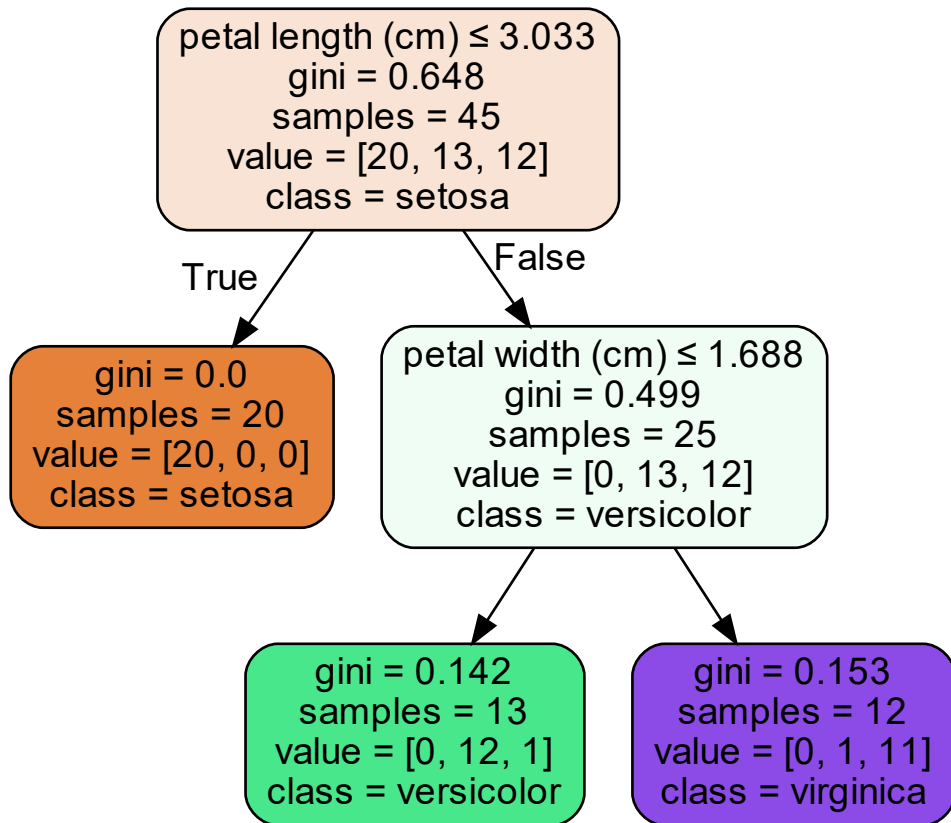 petal length (cm) ≤ 3.033
gini = 0.648
samples = 45
value = [20, 13, 12]
class = setosa
True
False
gini = 0.0
samples = 20
value = [20, 0, 0]
class = setosa
petal width (cm) ≤ 1.688
gini = 0.499
samples = 25
value = [0, 13, 12]
class = versicolor
gini = 0.142
samples = 13
value = [0, 12, 1]
class = versicolor
gini = 0.153
samples = 12
value = [0, 1, 11]
class = virginica